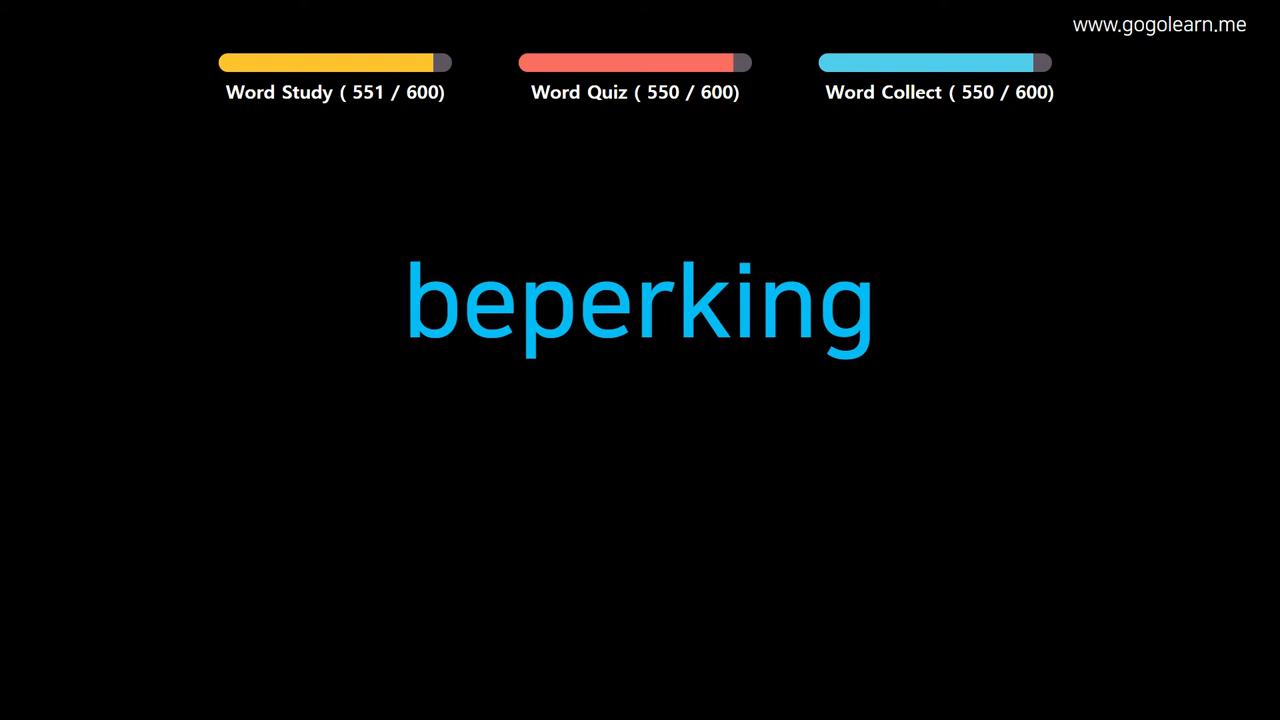 www.gogolearn.me
Word Study ( 551 / 600)
Word Quiz ( 550 / 600)
Word Collect ( 550 / 600)
beperking